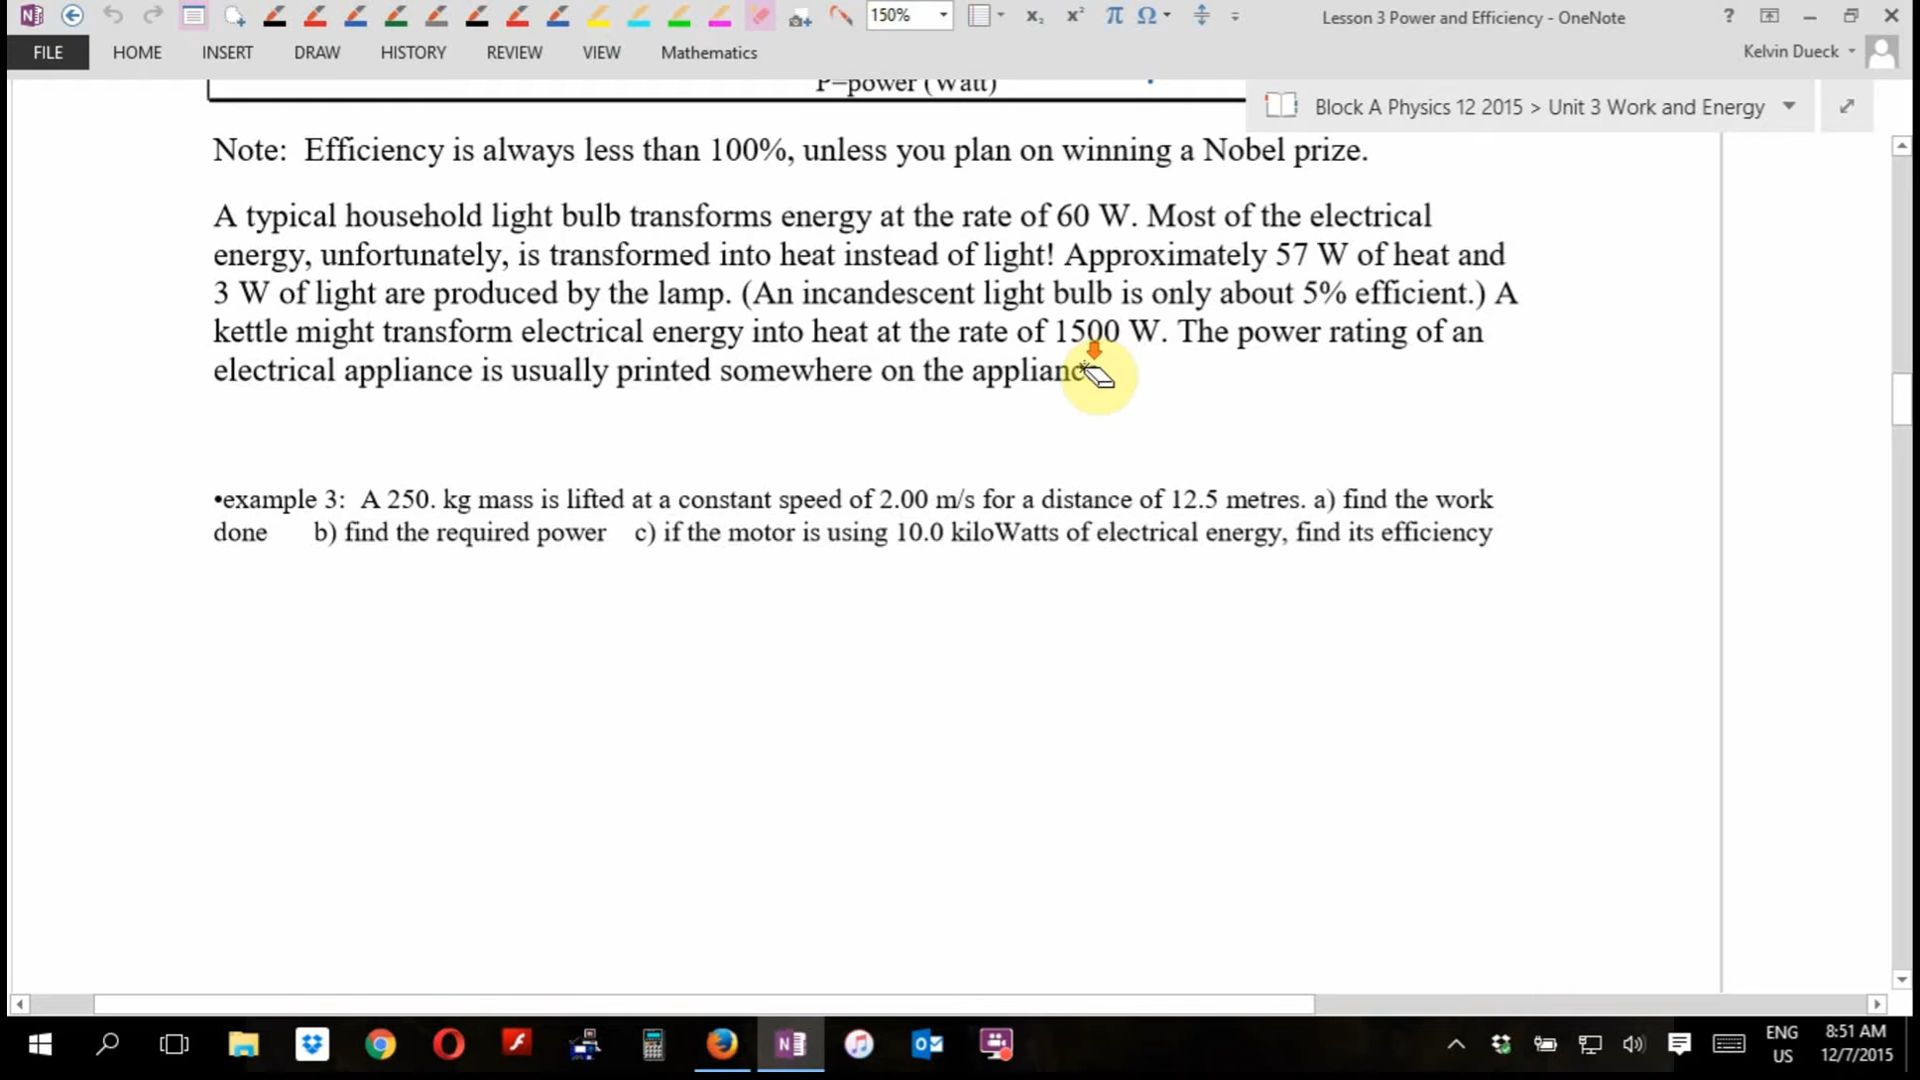 150%
x₂
x²
π
Ω
Lesson 3 Power and Efficiency - OneNote
?
FILE
HOME
INSERT
DRAW
HISTORY
REVIEW
VIEW
Mathematics
Kelvin Dueck
P=power (Watt)
Block A Physics 12 2015 > Unit 3 Work and Energy
Note: Efficiency is always less than 100%, unless you plan on winning a Nobel prize.
A typical household light bulb transforms energy at the rate of 60 W. Most of the electrical
energy, unfortunately, is transformed into heat instead of light! Approximately 57 W of heat and
3 W of light are produced by the lamp. (An incandescent light bulb is only about 5% efficient.) A
kettle might transform electrical energy into heat at the rate of 1500 W. The power rating of an
electrical appliance is usually printed somewhere on the applianc
•example 3: A 250. kg mass is lifted at a constant speed of 2.00 m/s for a distance of 12.5 metres. a) find the work
done b) find the required power c) if the motor is using 10.0 kiloWatts of electrical energy, find its efficiency
ENG
US
8:51 AM
12/7/2015